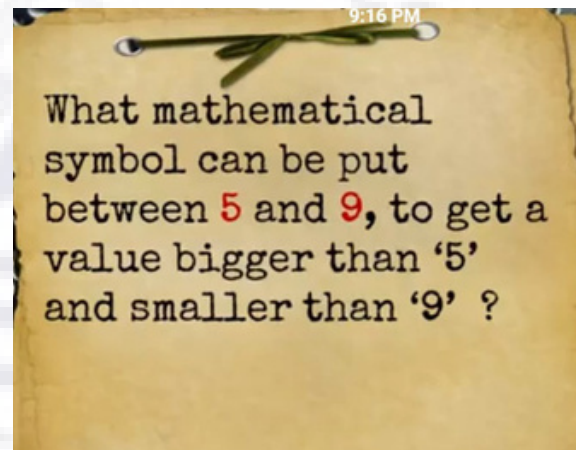 9:16 PM
What mathematical
symbol can be put
between 5 and 9, to get a
value bigger than ‘5’
and smaller than ‘9’ ?